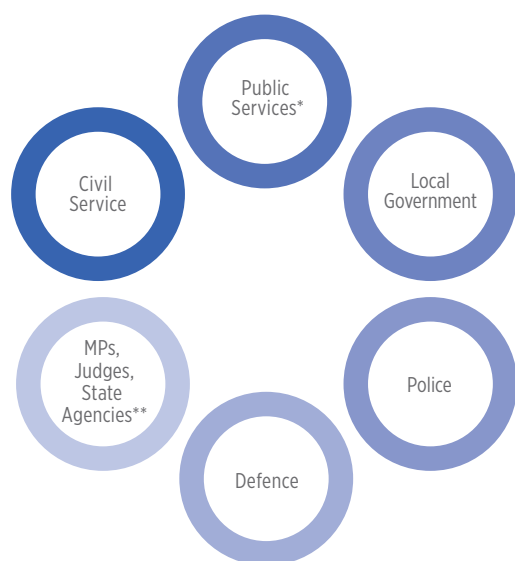 Public
Services*
Civil
Service
Local
Government
MPs,
Judges,
State
Agencies**
Police
Defence